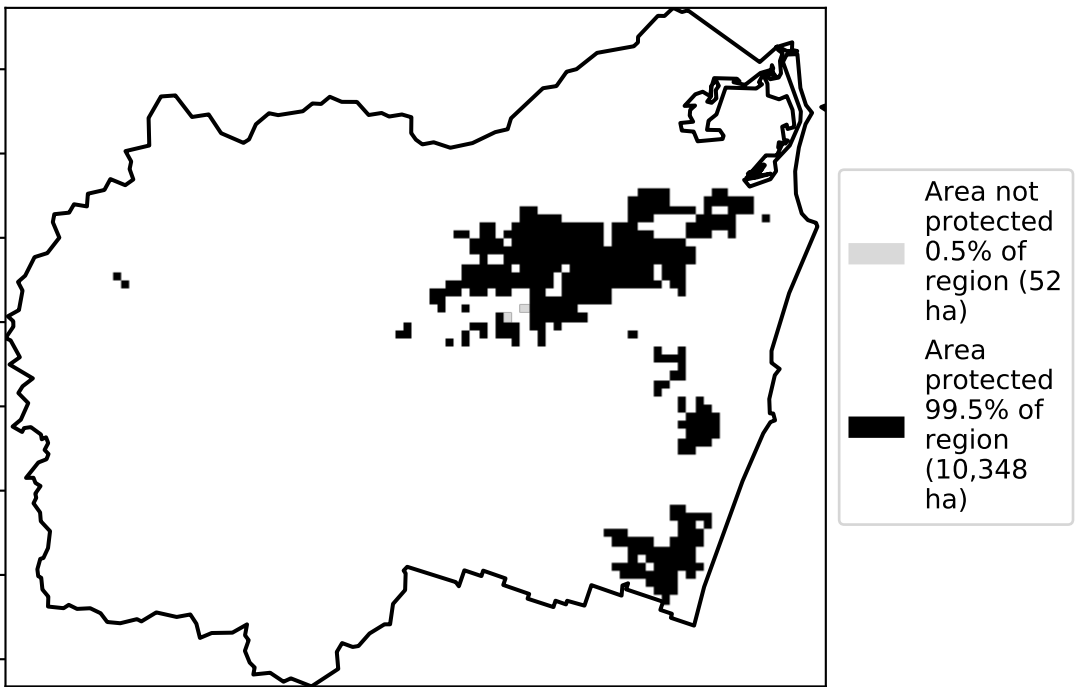 Area not
protected
0.5% of
region (52
ha)
Area
protected
99.5% of
region
(10,348
ha)